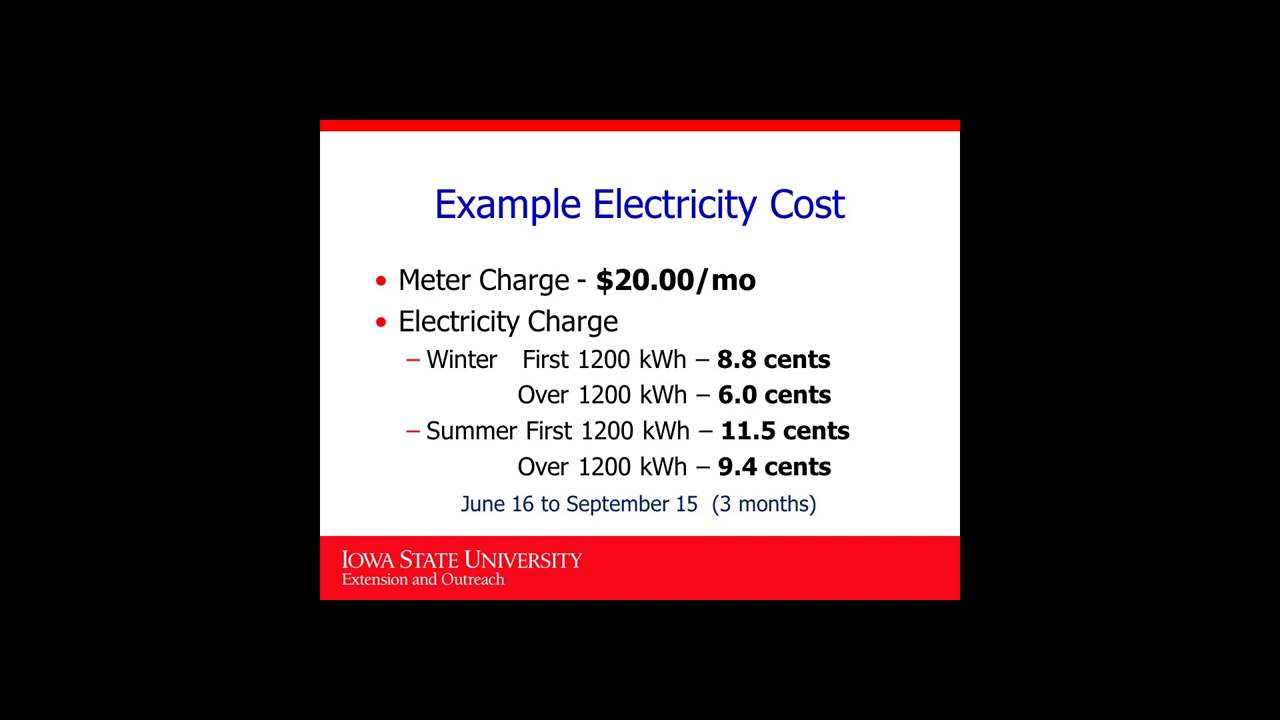 Example Electricity Cost
• Meter Charge - $20.00/mo
• Electricity Charge
– Winter First 1200 kWh – 8.8 cents
Over 1200 kWh – 6.0 cents
– Summer First 1200 kWh – 11.5 cents
Over 1200 kWh – 9.4 cents
June 16 to September 15 (3 months)
IOWA STATE UNIVERSITY
Extension and Outreach